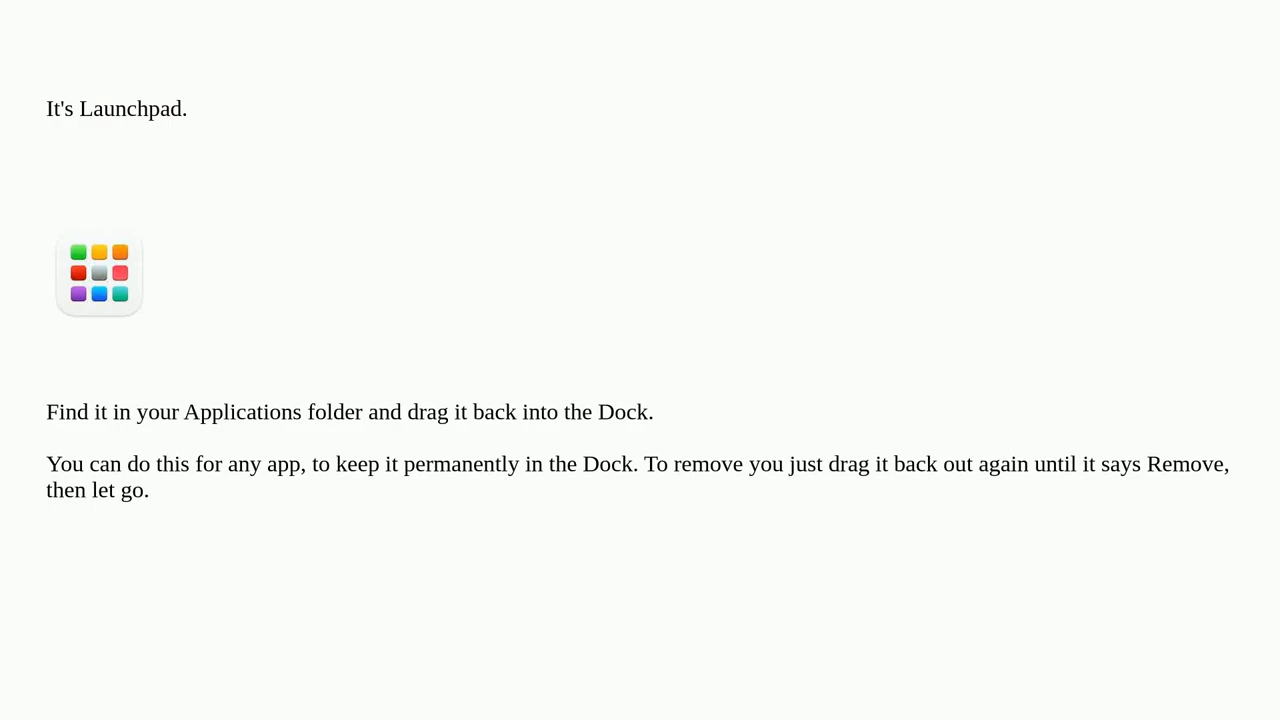 It's Launchpad.
Find it in your Applications folder and drag it back into the Dock.
You can do this for any app, to keep it permanently in the Dock. To remove you just drag it back out again until it says Remove,
then let go.